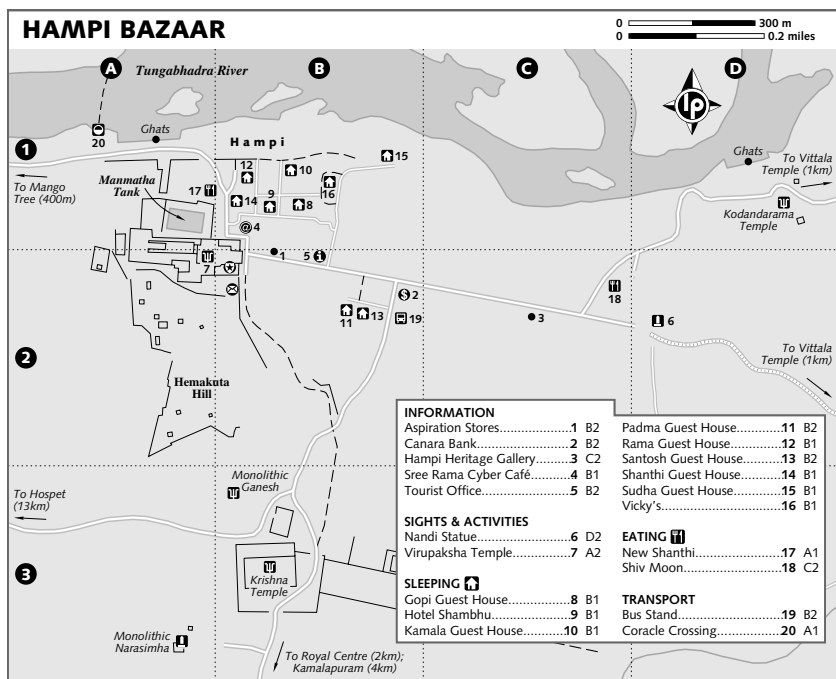 HAMPI BAZAAR
0 300 m
0 0.2 miles
A
B
C
D
Tungabhadra River
lp
20
Ghats
Hampi
1
To Mango
Tree (400m)
Manmatha
Tank
17
12
10
15
16
14
9
8
@ 4
Ghats
To Vittala
Temple (1km)
Kodandarama
Temple
7
1
5 i
$ 2
11
13
19
18
3
6
2
Hemakuta
Hill
To Vittala
Temple (1km)
To Hospet
(13km)
Monolithic
Ganesh
3
Krishna
Temple
Monolithic
Narasimha
To Royal Centre (2km);
Kamalapuram (4km)
INFORMATION
Aspiration Stores....................1 B2
Canara Bank..........................2 B2
Hampi Heritage Gallery..........3 C2
Sree Rama Cyber Café............4 B1
Tourist Office.........................5 B2
SIGHTS & ACTIVITIES
Nandi Statue..........................6 D2
Virupaksha Temple.................7 A2
SLEEPING
Gopi Guest House..................8 B1
Hotel Shambhu......................9 B1
Kamala Guest House............10 B1
Padma Guest House.............11 B2
Rama Guest House...............12 B1
Santosh Guest House...........13 B2
Shanthi Guest House............14 B1
Sudha Guest House..............15 B1
Vicky's.................................16 B1
EATING
New Shanthi........................17 A1
Shiv Moon...........................18 C2
TRANSPORT
Bus Stand............................19 B2
Coracle Crossing..................20 A1